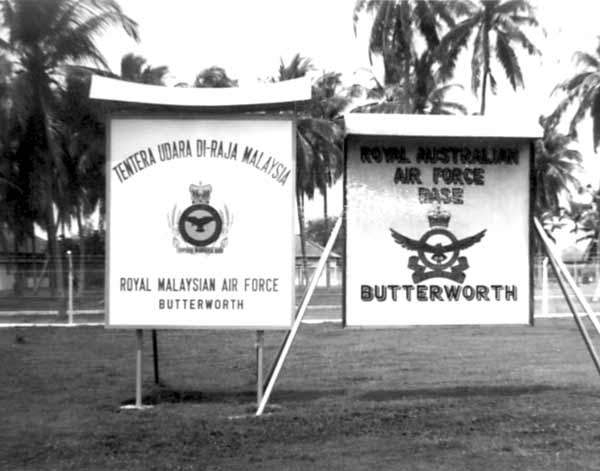 TENTERA UDARA DI-RAJA MALAYSIA
ROYAL MALAYSIAN AIR FORCE
BUTTERWORTH
ROYAL AUSTRALIAN
AIR FORCE
BASE
BUTTERWORTH